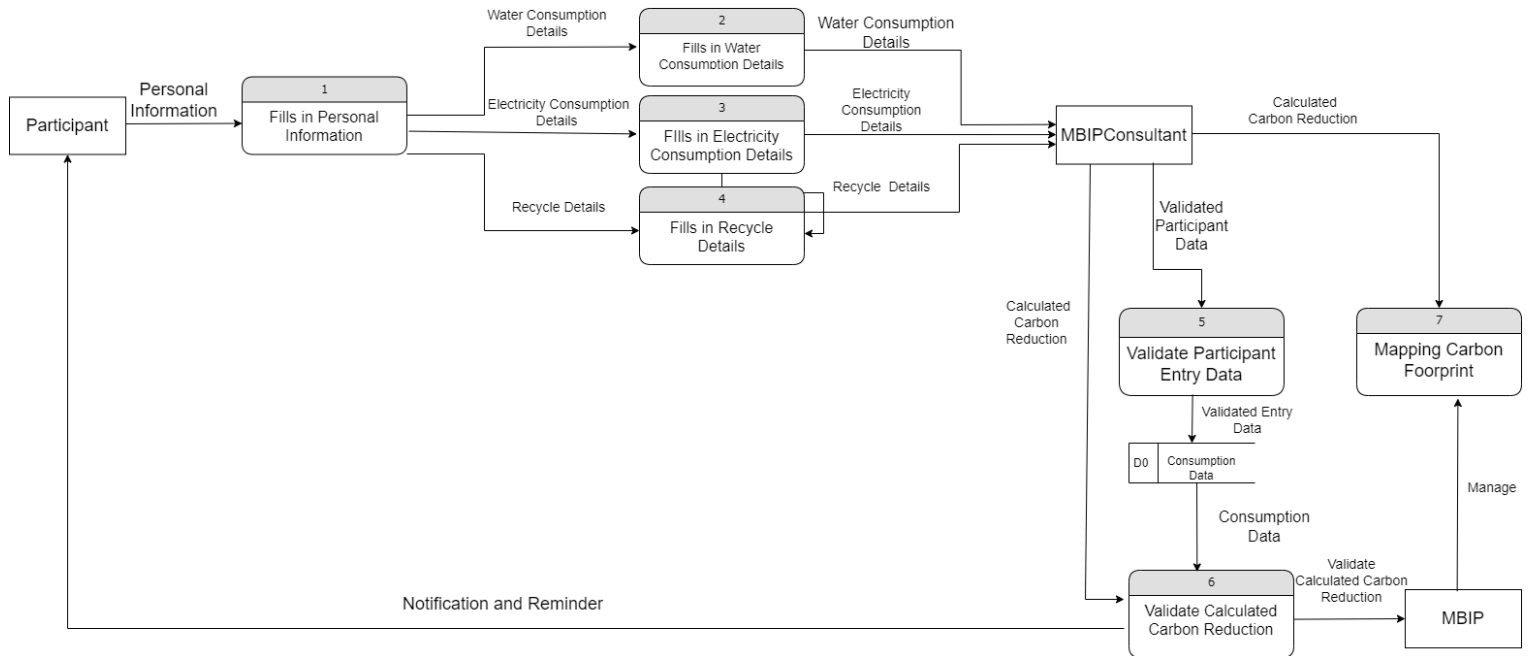 Participant
Personal
Information
1
Fills in Personal
Information
Water Consumption
Details
Electricity Consumption
Details
Recycle Details
2
Fills in Water
Consumption Details
3
FIlls in Electricity
Consumption Details
4
Fills in Recycle
Details
Water Consumption
Details
Electricity
Consumption
Details
Recycle Details
MBIPConsultant
Calculated
Carbon Reduction
Validated
Participant
Data
Calculated
Carbon
Reduction
5
Validate Participant
Entry Data
7
Mapping Carbon
Foorprint
Validated Entry
Data
D0
Consumption
Data
Manage
Consumption
Data
6
Validate Calculated
Carbon Reduction
Validate
Calculated Carbon
Reduction
MBIP
Notification and Reminder